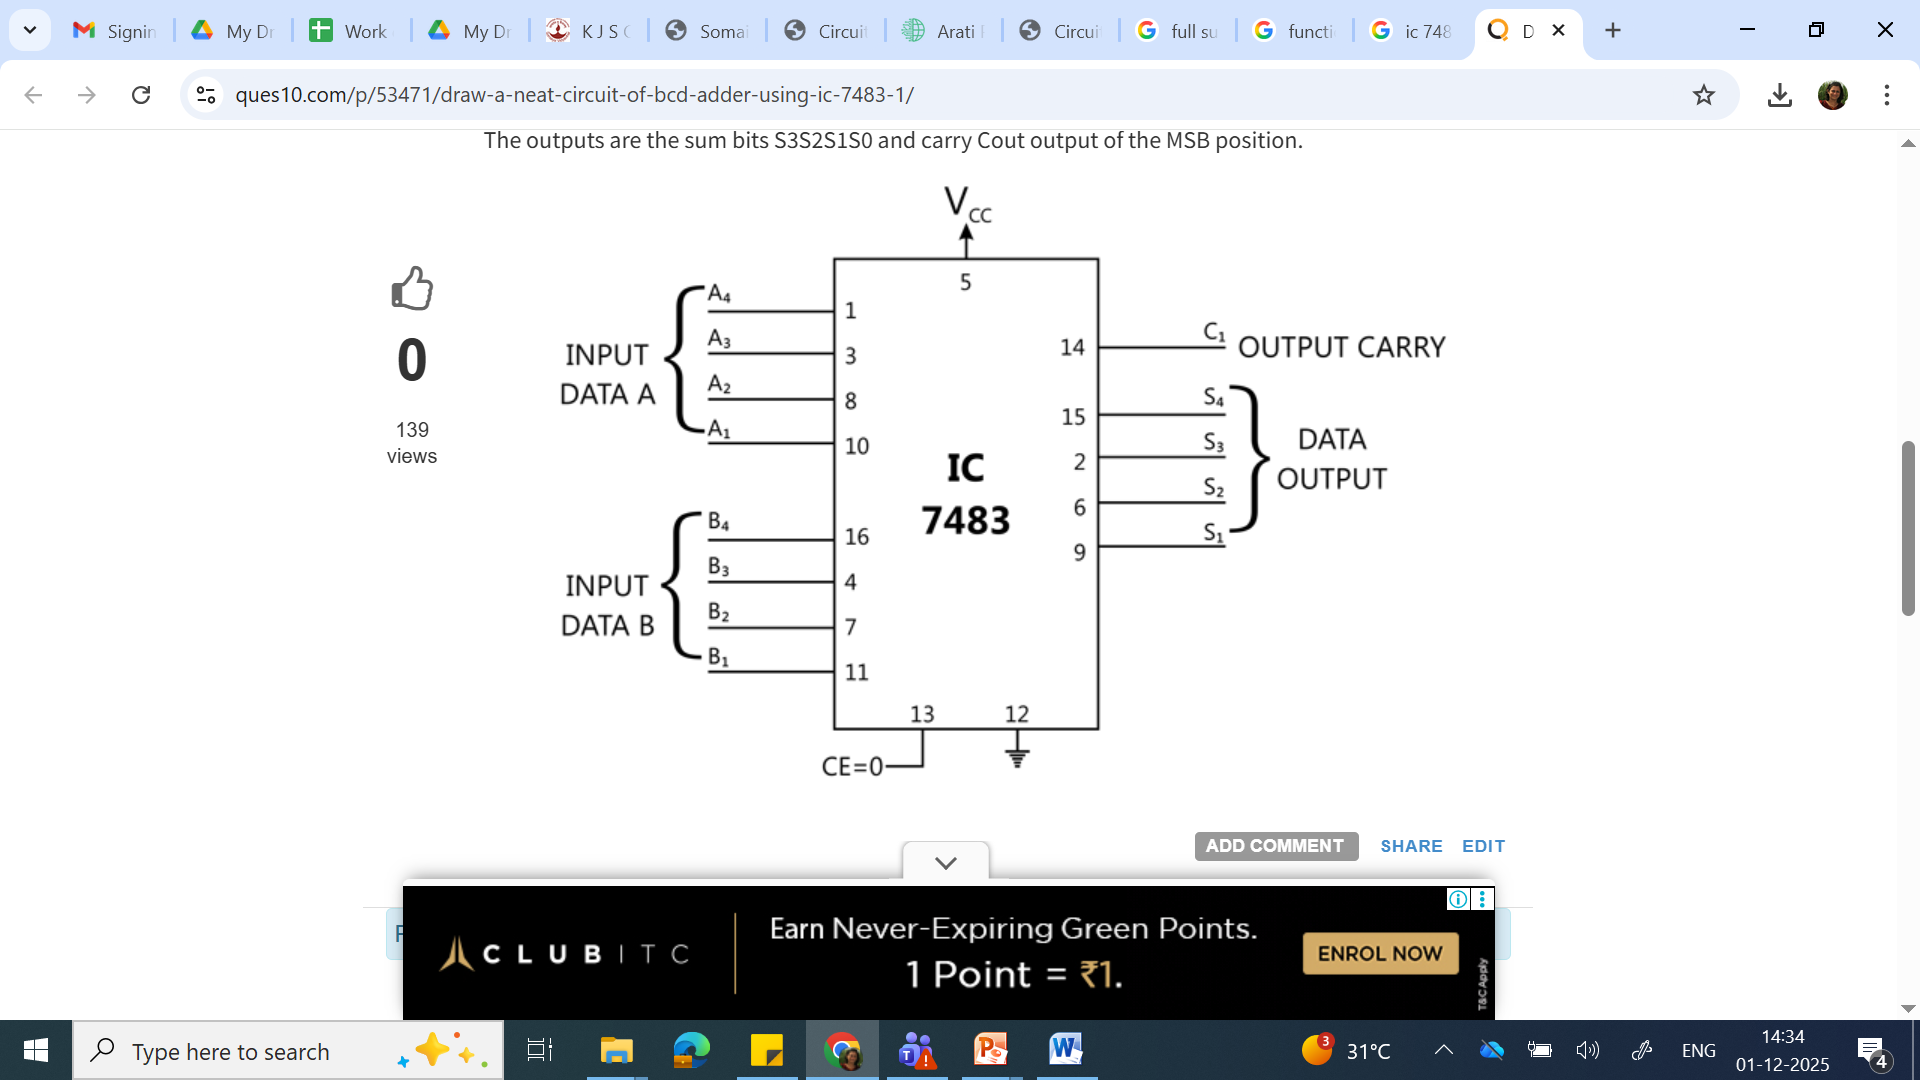 Signin
My Dr
Work
My Dr
K J S C
Somai
Circuit
Arati
Circui
full su
functi
ic 748
D
ques10.com/p/53471/draw-a-neat-circuit-of-bcd-adder-using-ic-7483-1/
The outputs are the sum bits S3S2S1S0 and carry Cout output of the MSB position.
0
139
views
VCC
5
INPUT
DATA A
A4
A3
A2
A1
1
3
8
10
INPUT
DATA B
B4
B3
B2
B1
16
4
7
11
IC
7483
14
15
2
6
9
C1 OUTPUT CARRY
S4
S3
S2
S1
DATA
OUTPUT
13
12
CE=0
ADD COMMENT
SHARE
EDIT
CLUBITC
Earn Never-Expiring Green Points.
1 Point = ₹1.
ENROL NOW
T&C Apply
Type here to search
3
31°C
ENG
14:34
01-12-2025
4